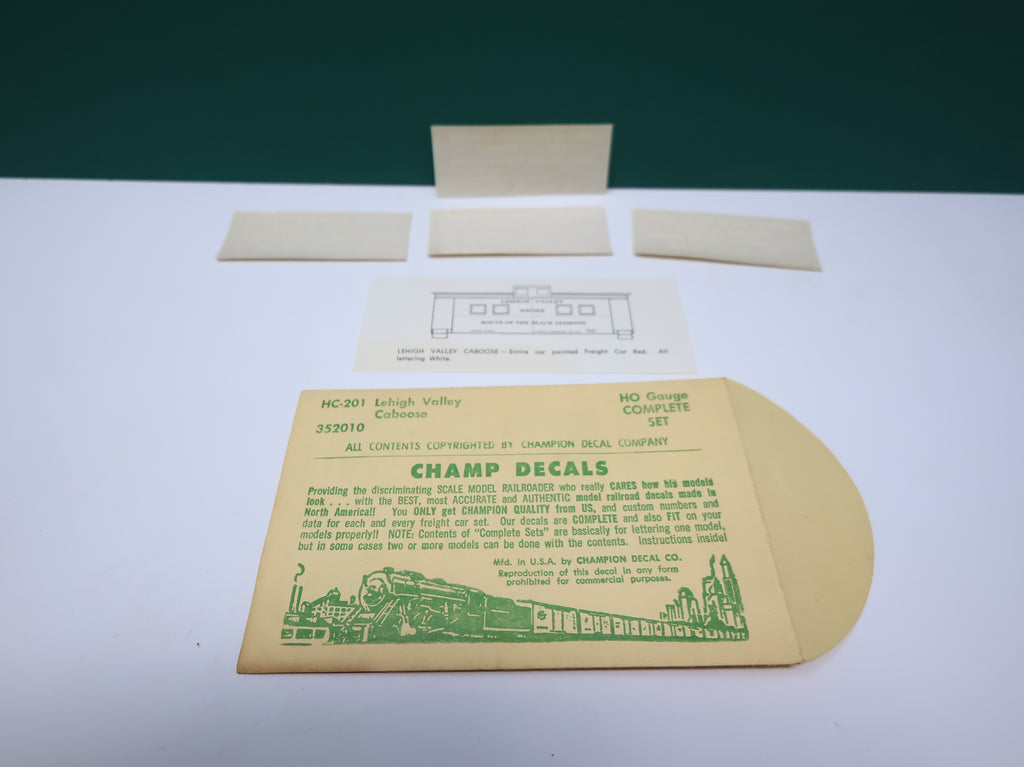 LEHIGH VALLEY
ROUTE OF THE BLACK DIAMOND
LEHIGH VALLEY CABOOSE — Entire car painted Freight Car Red. All
lettering White.
HC-201 Lehigh Valley
Caboose
352010
HO Gauge
COMPLETE
SET
ALL CONTENTS COPYRIGHTED BY CHAMPION DECAL COMPANY
CHAMP DECALS
Providing the discriminating SCALE MODEL RAILROADER who really CARES how his models
look . . . with the BEST, most ACCURATE and AUTHENTIC model railroad decals made in
North America!! You ONLY get CHAMPION QUALITY from US, and custom numbers and
data for each and every freight car set. Our decals are COMPLETE and also FIT on your
models properly!! NOTE: Contents of "Complete Sets" are basically for lettering one model,
but in some cases two or more models can be done with the contents. Instructions inside!
Mfd. in U.S.A. by CHAMPION DECAL CO.
Reproduction of this decal in any form
prohibited for commercial purposes.